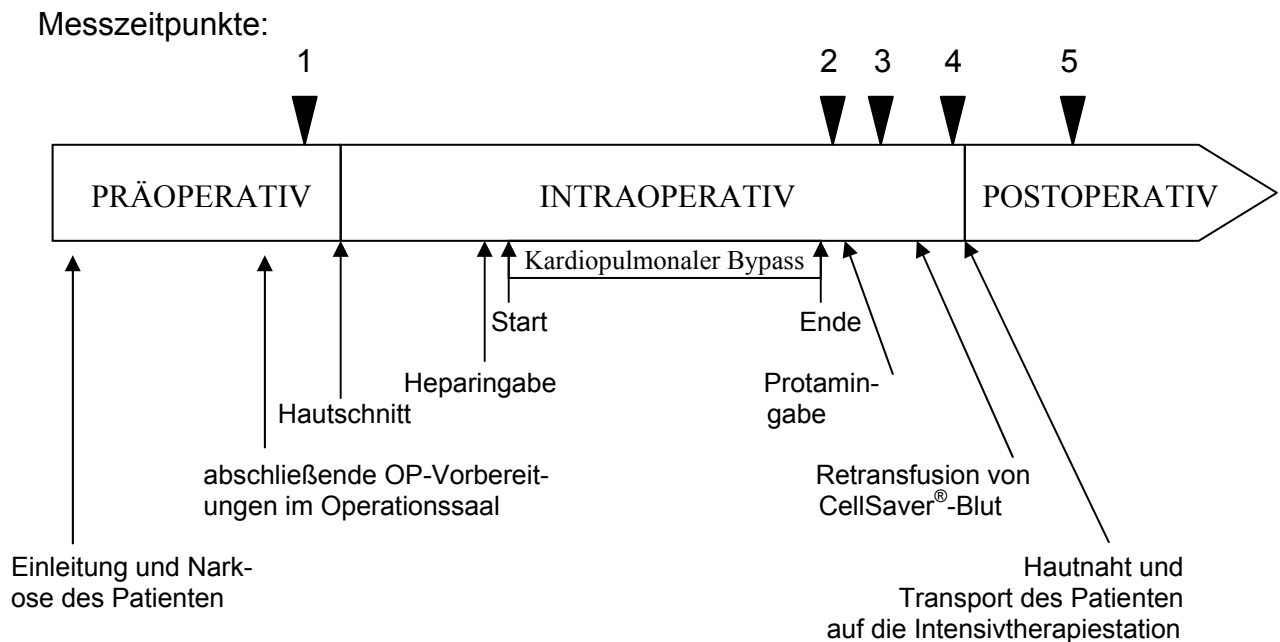 Messzeitpunkte:
1 2 3 4 5
PRÄOPERATIV INTRAOPERATIV POSTOPERATIV
Kardiopulmonaler Bypass
Start Ende
Heparingabe
Protamin-
gabe
Hautschnitt
abschließende OP-Vorbereit-
ungen im Operationssaal
Retransfusion von
CellSaver®-Blut
Einleitung und Nark-
ose des Patienten
Hautnaht und
Transport des Patienten
auf die Intensivtherapiestation